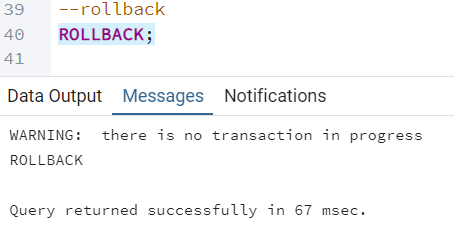 39 --rollback
40 ROLLBACK;
41
Data Output Messages Notifications
WARNING:  there is no transaction in progress
ROLLBACK
Query returned successfully in 67 msec.